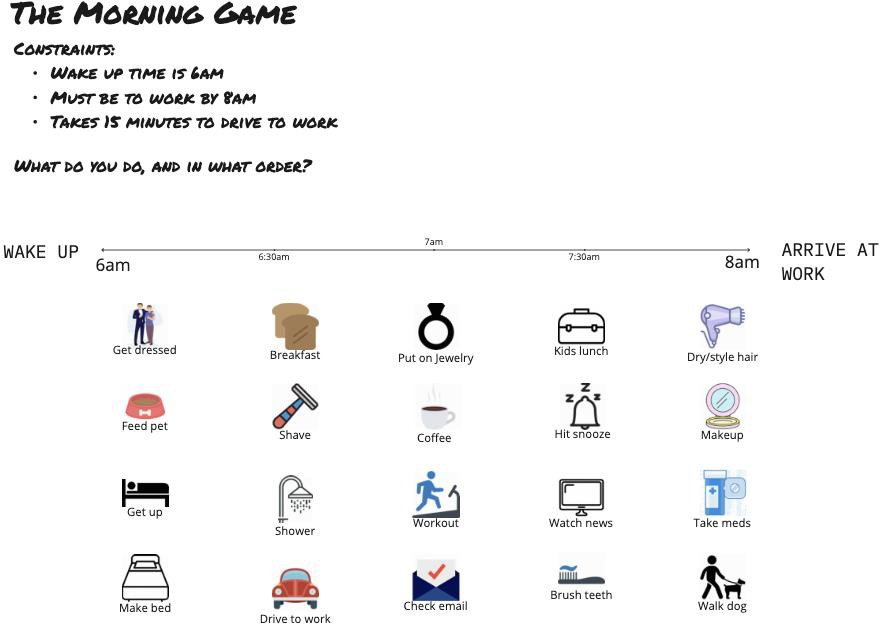 The Morning Game
Constraints:
• Wake up time is 6am
• Must be to work by 8am
• Takes 15 minutes to drive to work
What do you do, and in what order?
WAKE UP
6am
6:30am
7am
7:30am
8am
ARRIVE AT
WORK
Get dressed
Breakfast
Put on Jewelry
Kids lunch
Dry/style hair
Feed pet
Shave
Coffee
Z Z Z
Hit snooze
Makeup
Get up
Shower
Workout
Watch news
Take meds
Make bed
Drive to work
Check email
Brush teeth
Walk dog